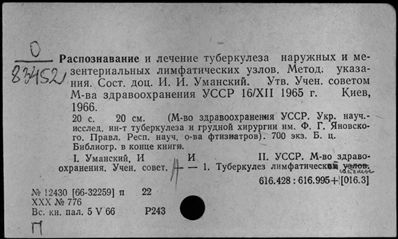 О
83452
Распознавание и лечение туберкулеза наружных и ме-
зентериальных лимфатических узлов. Метод. указа-
ния. Сост. доц. И. И. Уманский. Утв. Учен. советом
М-ва здравоохранения УССР 16/XII 1965 г. Киев,
1966.
20 с. 20 см. (М-во здравоохранения УССР. Укр. науч.-
исслед. ин-т туберкулеза и грудной хирургии им. Ф. Г. Яновско-
го. Правл. Респ. науч. о-ва фтизиатров). 700 экз. Б. ц.
Библиогр. в конце книги.
I. Уманский, И И II. УССР. М-во здраво-
охранения. Учен. совет. — 1. Туберкулез лимфатической
616.428 : 616.995+[016.3]
№ 12430 [66-32259] п 22
XXX № 776
Вс. кн. пал. 5 V 66 Р243
П